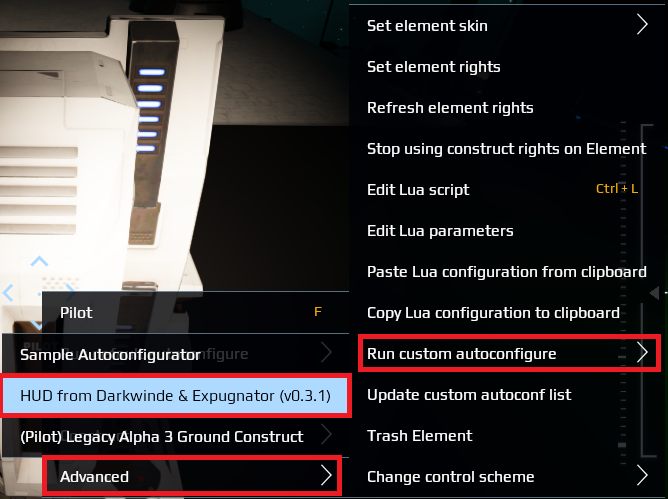 Set element skin
Set element rights
Refresh element rights
Stop using construct rights on Element
Edit Lua script Ctrl + L
Edit Lua parameters
Paste Lua configuration from clipboard
Copy Lua configuration to clipboard
Run custom autoconfigure
Update custom autoconf list
Trash Element
Change control scheme
Pilot F
Sample Autoconfigurator
HUD from Darkwinde & Expugnator (v0.3.1)
(Pilot) Legacy Alpha 3 Ground Construct
Advanced